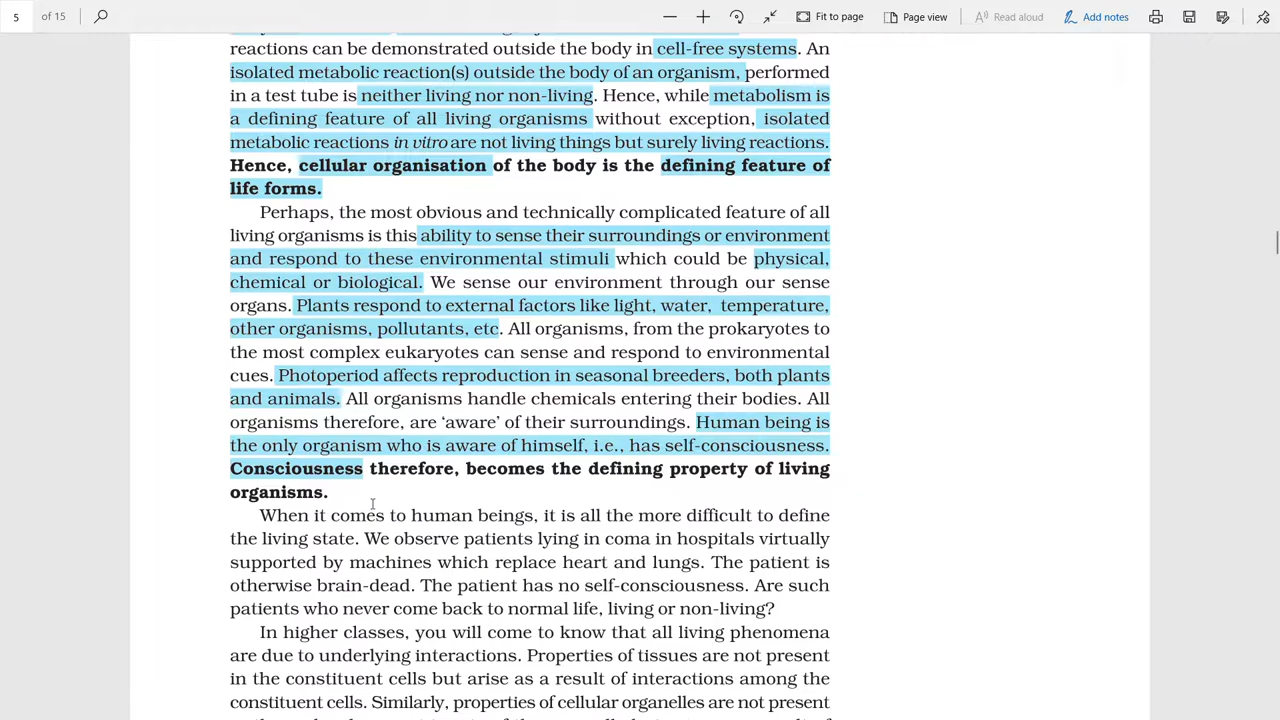 5 of 15 Fit to page Page view Read aloud Add notes
reactions can be demonstrated outside the body in cell-free systems. An
isolated metabolic reaction(s) outside the body of an organism, performed
in a test tube is neither living nor non-living. Hence, while metabolism is
a defining feature of all living organisms without exception, isolated
metabolic reactions in vitro are not living things but surely living reactions.
Hence, cellular organisation of the body is the defining feature of
life forms.
Perhaps, the most obvious and technically complicated feature of all
living organisms is this ability to sense their surroundings or environment
and respond to these environmental stimuli which could be physical,
chemical or biological. We sense our environment through our sense
organs. Plants respond to external factors like light, water, temperature,
other organisms, pollutants, etc. All organisms, from the prokaryotes to
the most complex eukaryotes can sense and respond to environmental
cues. Photoperiod affects reproduction in seasonal breeders, both plants
and animals. All organisms handle chemicals entering their bodies. All
organisms therefore, are ‘aware’ of their surroundings. Human being is
the only organism who is aware of himself, i.e., has self-consciousness.
Consciousness therefore, becomes the defining property of living
organisms.
When it comes to human beings, it is all the more difficult to define
the living state. We observe patients lying in coma in hospitals virtually
supported by machines which replace heart and lungs. The patient is
otherwise brain-dead. The patient has no self-consciousness. Are such
patients who never come back to normal life, living or non-living?
In higher classes, you will come to know that all living phenomena
are due to underlying interactions. Properties of tissues are not present
in the constituent cells but arise as a result of interactions among the
constituent cells. Similarly, properties of cellular organelles are not present